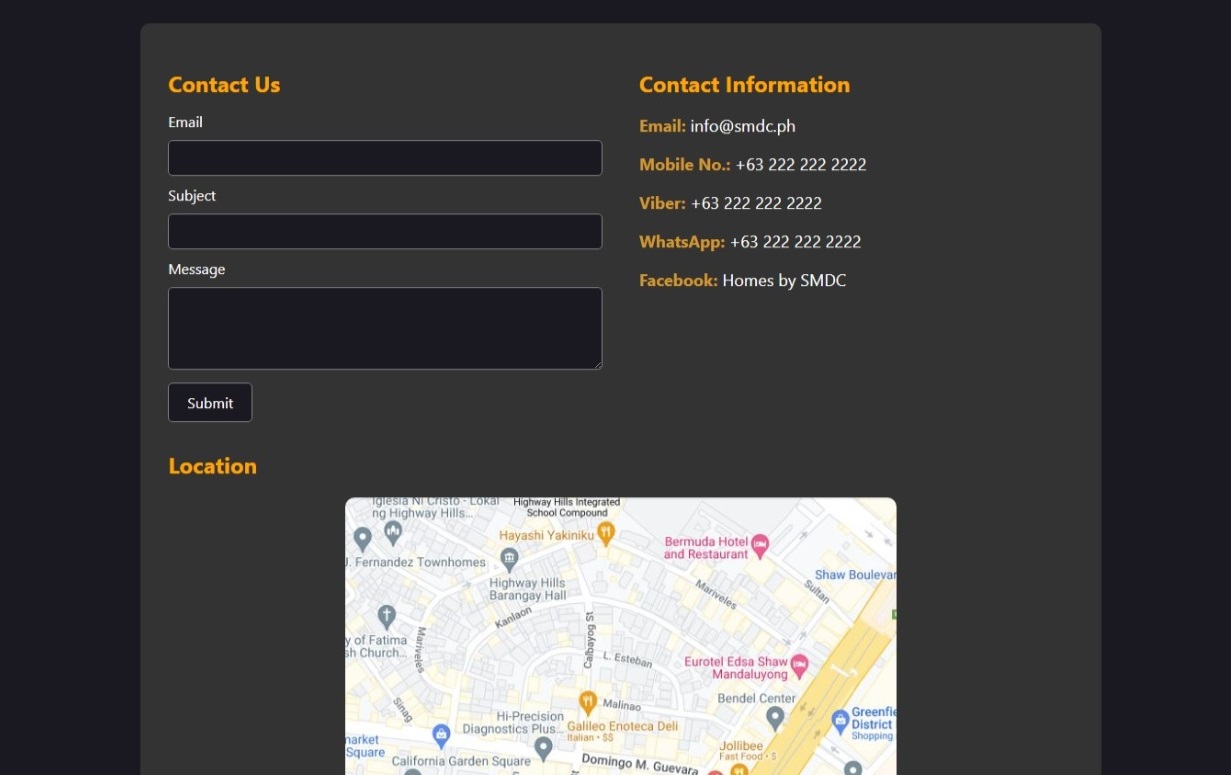 Contact Us
Email
Subject
Message
Submit
Contact Information
Email: info@smdc.ph
Mobile No.: +63 222 222 2222
Viber: +63 222 222 2222
WhatsApp: +63 222 222 2222
Facebook: Homes by SMDC
Location
Iglesia Ni Cristo - Lokal
ng Highway Hills...
Highway Hills Integrated
School Compound
Hayashi Yakiniku
Bermuda Hotel
and Restaurant
J. Fernandez Townhomes
Highway Hills
Barangay Hall
Shaw Boulevar
Mariveles
Sultan
Kanlaon
Calbayog St
y of Fatima
sh Church...
Mariveles
L. Esteban
Eurotel Edsa Shaw
Mandaluyong
Bendel Center
Sinag
Malinao
Hi-Precision
Diagnostics Plus...
Galileo Enoteca Deli
Italian • $$
Greenfie
District
Shopping
market
Square
California Garden Square
Jollibee
Fast Food • $
Domingo M. Guevara